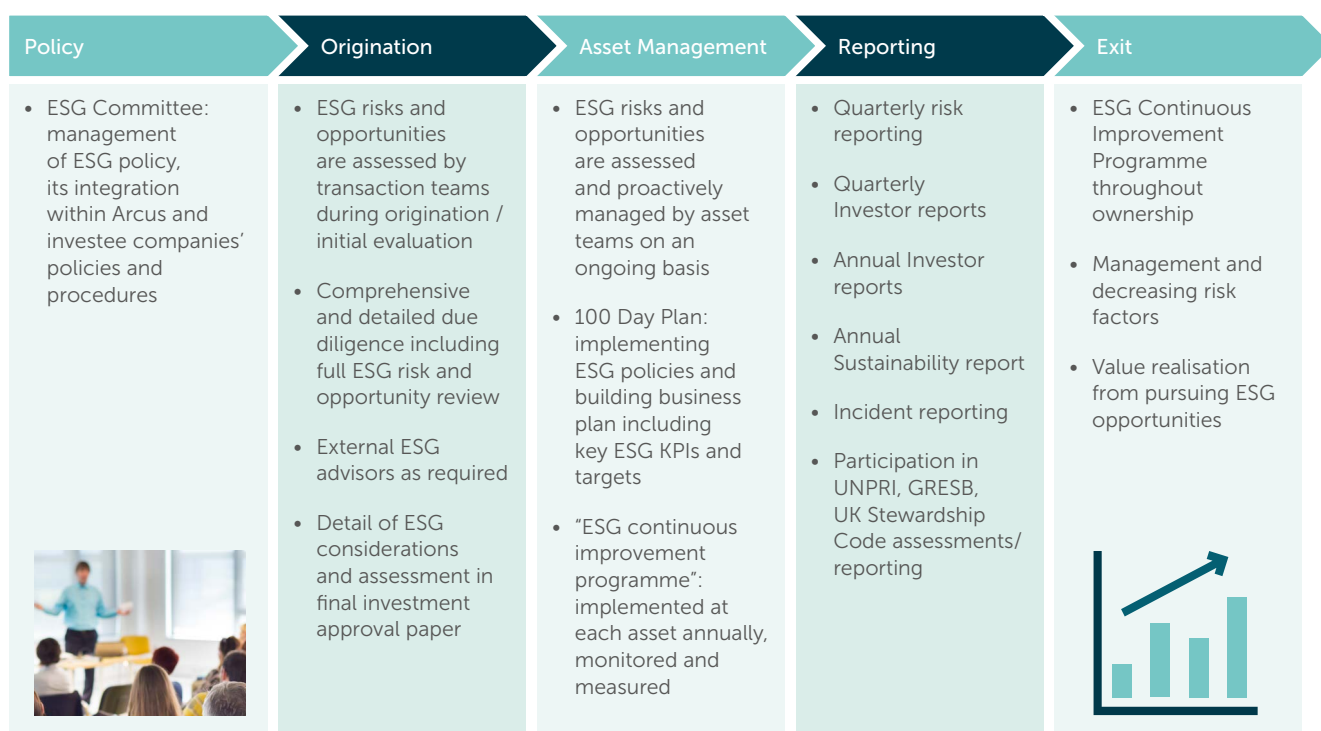 Policy
Origination
Asset Management
Reporting
Exit
• ESG Committee:
management
of ESG policy,
its integration
within Arcus and
investee companies’
policies and
procedures
• ESG risks and
opportunities
are assessed by
transaction teams
during origination /
initial evaluation
• Comprehensive
and detailed due
diligence including
full ESG risk and
opportunity review
• External ESG
advisors as required
• Detail of ESG
considerations
and assessment in
final investment
approval paper
• ESG risks and
opportunities
are assessed
and proactively
managed by asset
teams on an
ongoing basis
• 100 Day Plan:
implementing
ESG policies and
building business
plan including
key ESG KPIs and
targets
• “ESG continuous
improvement
programme”:
implemented at
each asset annually,
monitored and
measured
• Quarterly risk
reporting
• Quarterly
Investor reports
• Annual Investor
reports
• Annual
Sustainability report
• Incident reporting
• Participation in
UNPRI, GRESB,
UK Stewardship
Code assessments/
reporting
• ESG Continuous
Improvement
Programme
throughout
ownership
• Management and
decreasing risk
factors
• Value realisation
from pursuing ESG
opportunities